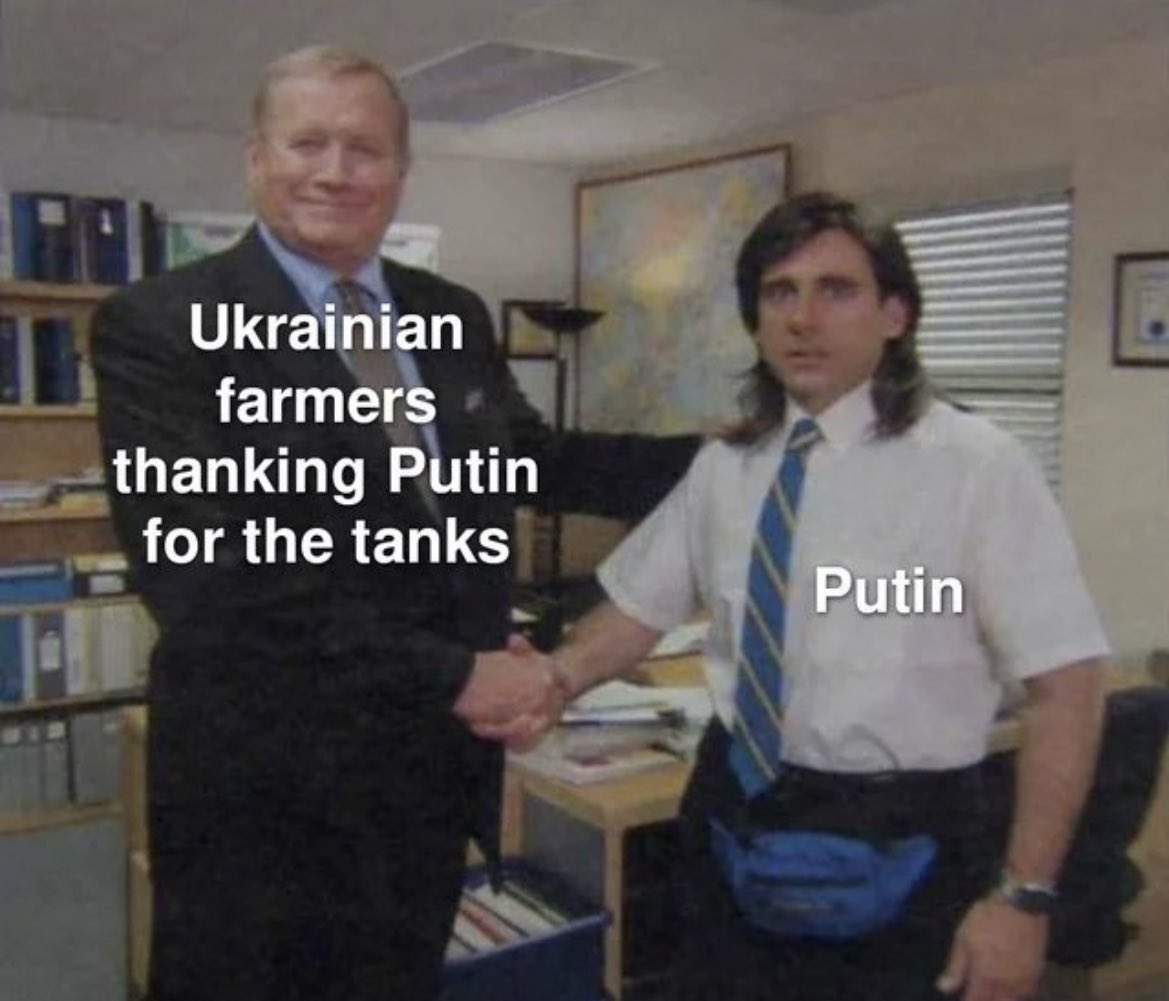 Ukrainian
farmers
thanking Putin
for the tanks
Putin